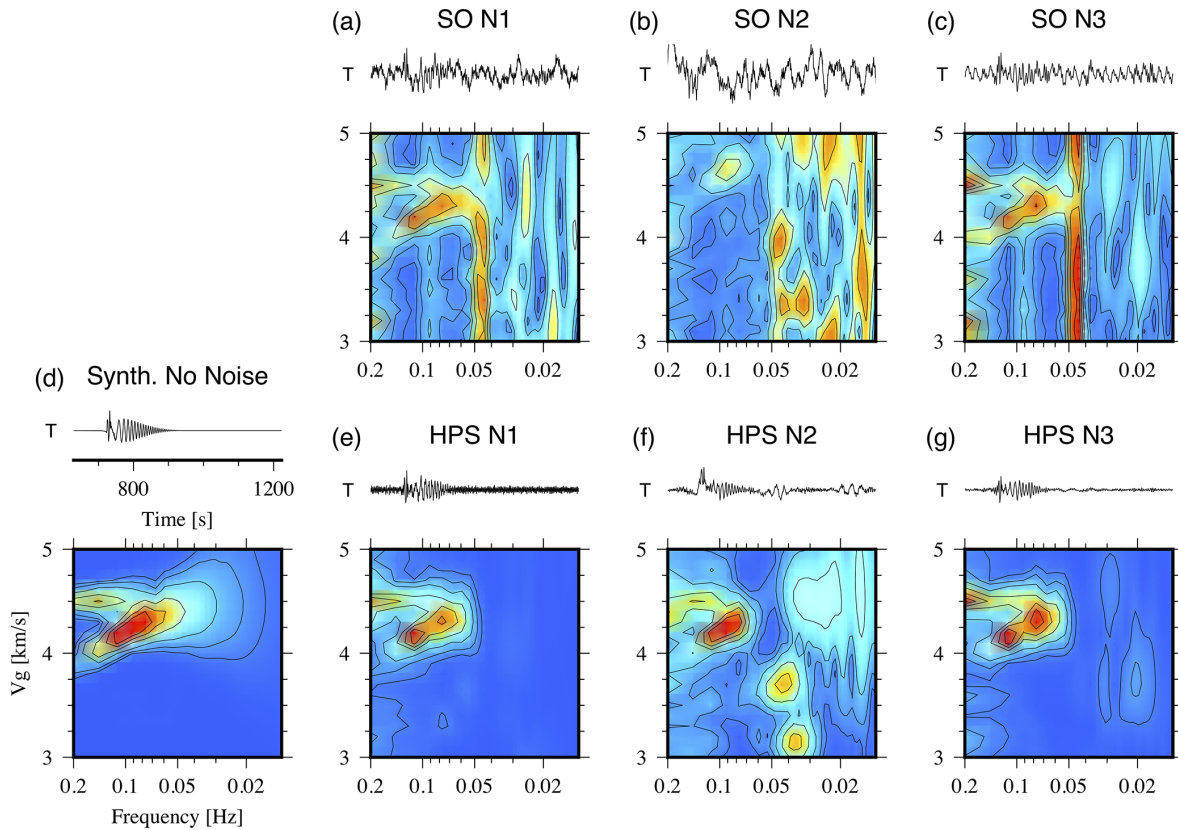 (a) SO N1
(b) SO N2
(c) SO N3
T
T
T
5
4
3
0.2 0.1 0.05 0.02
5
4
3
0.2 0.1 0.05 0.02
5
4
3
0.2 0.1 0.05 0.02
(d) Synth. No Noise
T
800 1200
Time [s]
(e) HPS N1
(f) HPS N2
(g) HPS N3
T
T
T
Vg [km/s]
5
4
3
0.2 0.1 0.05 0.02
Frequency [Hz]
5
4
3
0.2 0.1 0.05 0.02
5
4
3
0.2 0.1 0.05 0.02
5
4
3
0.2 0.1 0.05 0.02